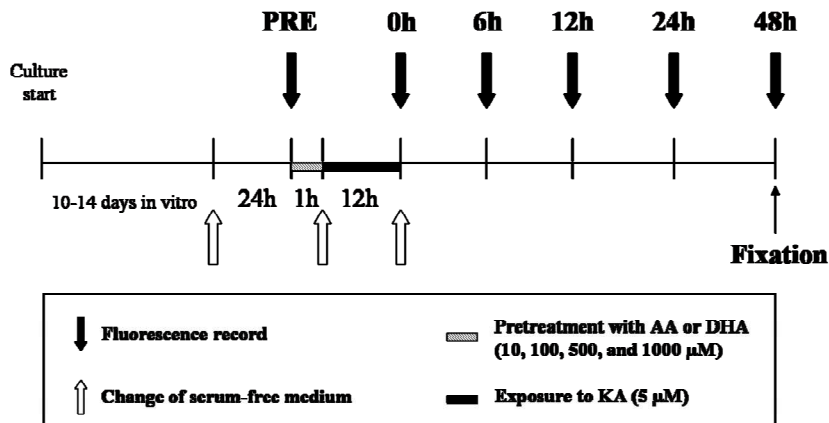 PRE 0h 6h 12h 24h 48h
Culture
start
10-14 days in vitro 24h 1h 12h
Fixation
Fluorescence record
Pretreatment with AA or DHA
(10, 100, 500, and 1000 µM)
Change of serum-free medium
Exposure to KA (5 µM)